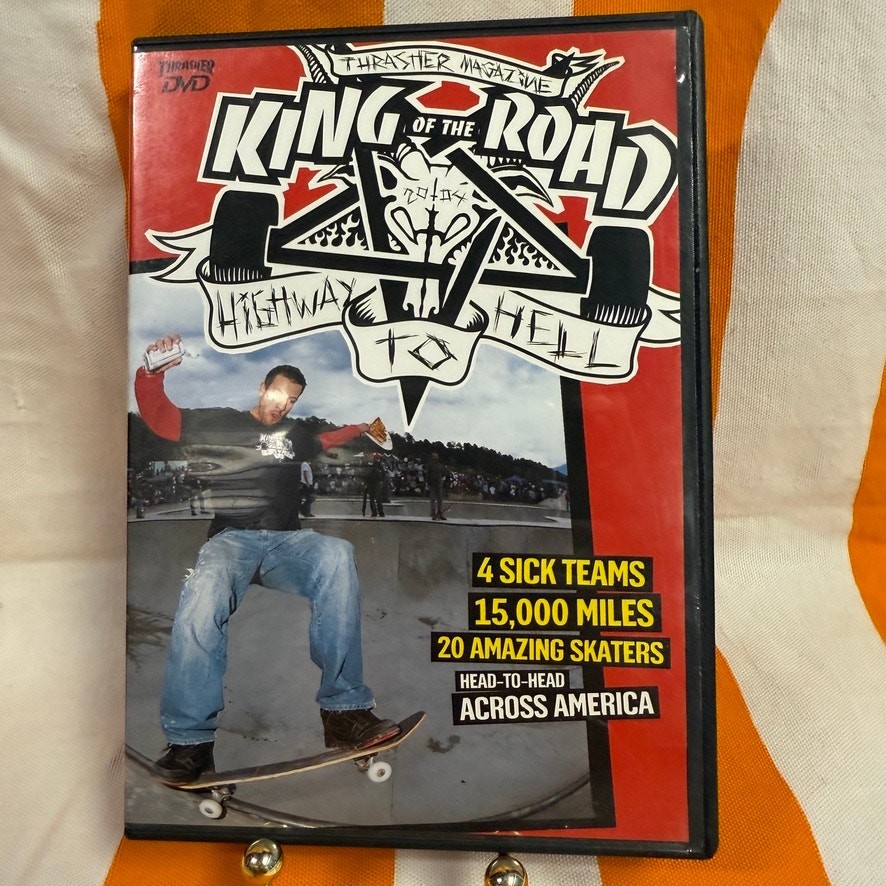 THRASHER
DVD
THRASHER MAGAZINE
KING OF THE ROAD
2004
HIGHWAY TO HELL
4 SICK TEAMS
15,000 MILES
20 AMAZING SKATERS
HEAD-TO-HEAD
ACROSS AMERICA